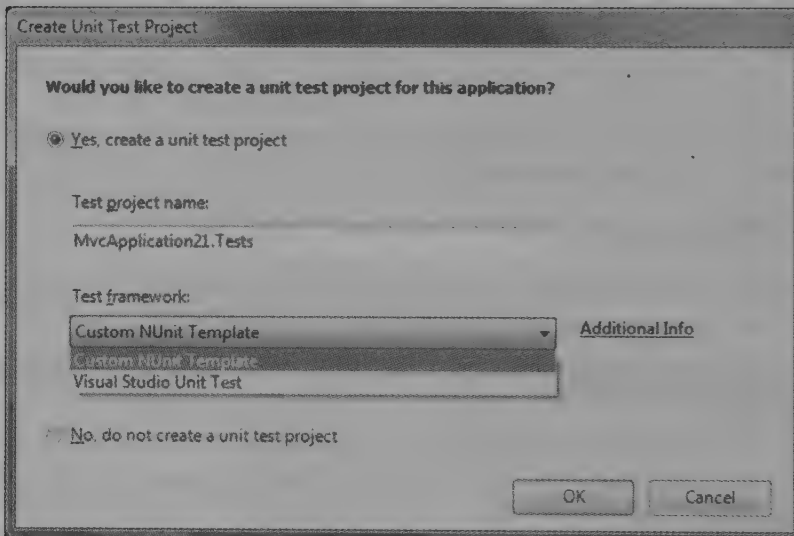 Create Unit Test Project
Would you like to create a unit test project for this application?
Yes, create a unit test project
Test project name:
MvcApplication21.Tests
Test framework:
Custom NUnit Template
Additional Info
Custom NUnit Template
Visual Studio Unit Test
No, do not create a unit test project
OK
Cancel